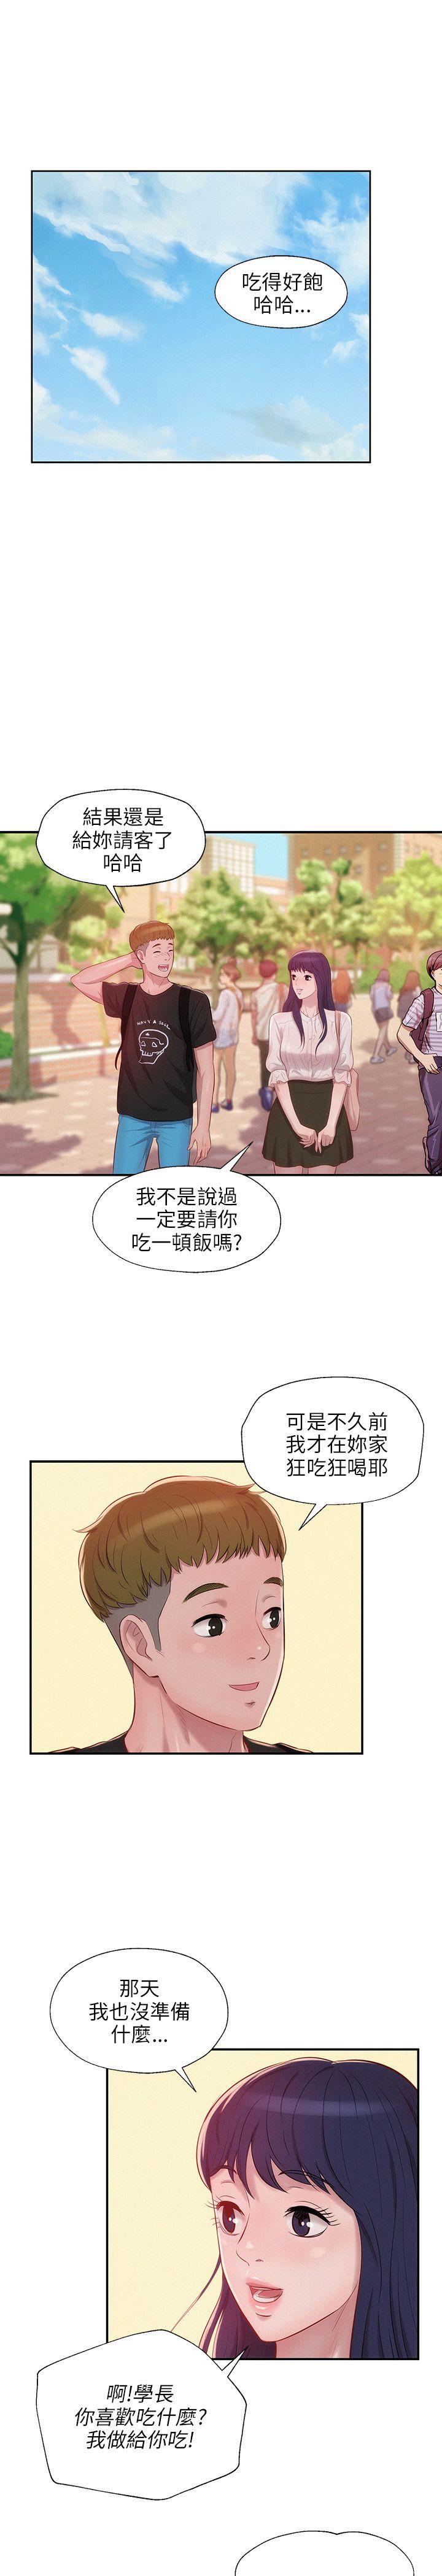 吃得好飽
哈哈...
結果還是
給妳請客了
哈哈
我不是說過
一定要請你
吃一頓飯嗎?
可是不久前
我才在妳家
狂吃狂喝耶
那天
我也沒準備
什麼...
啊!學長
你喜歡吃什麼?
我做給你吃!